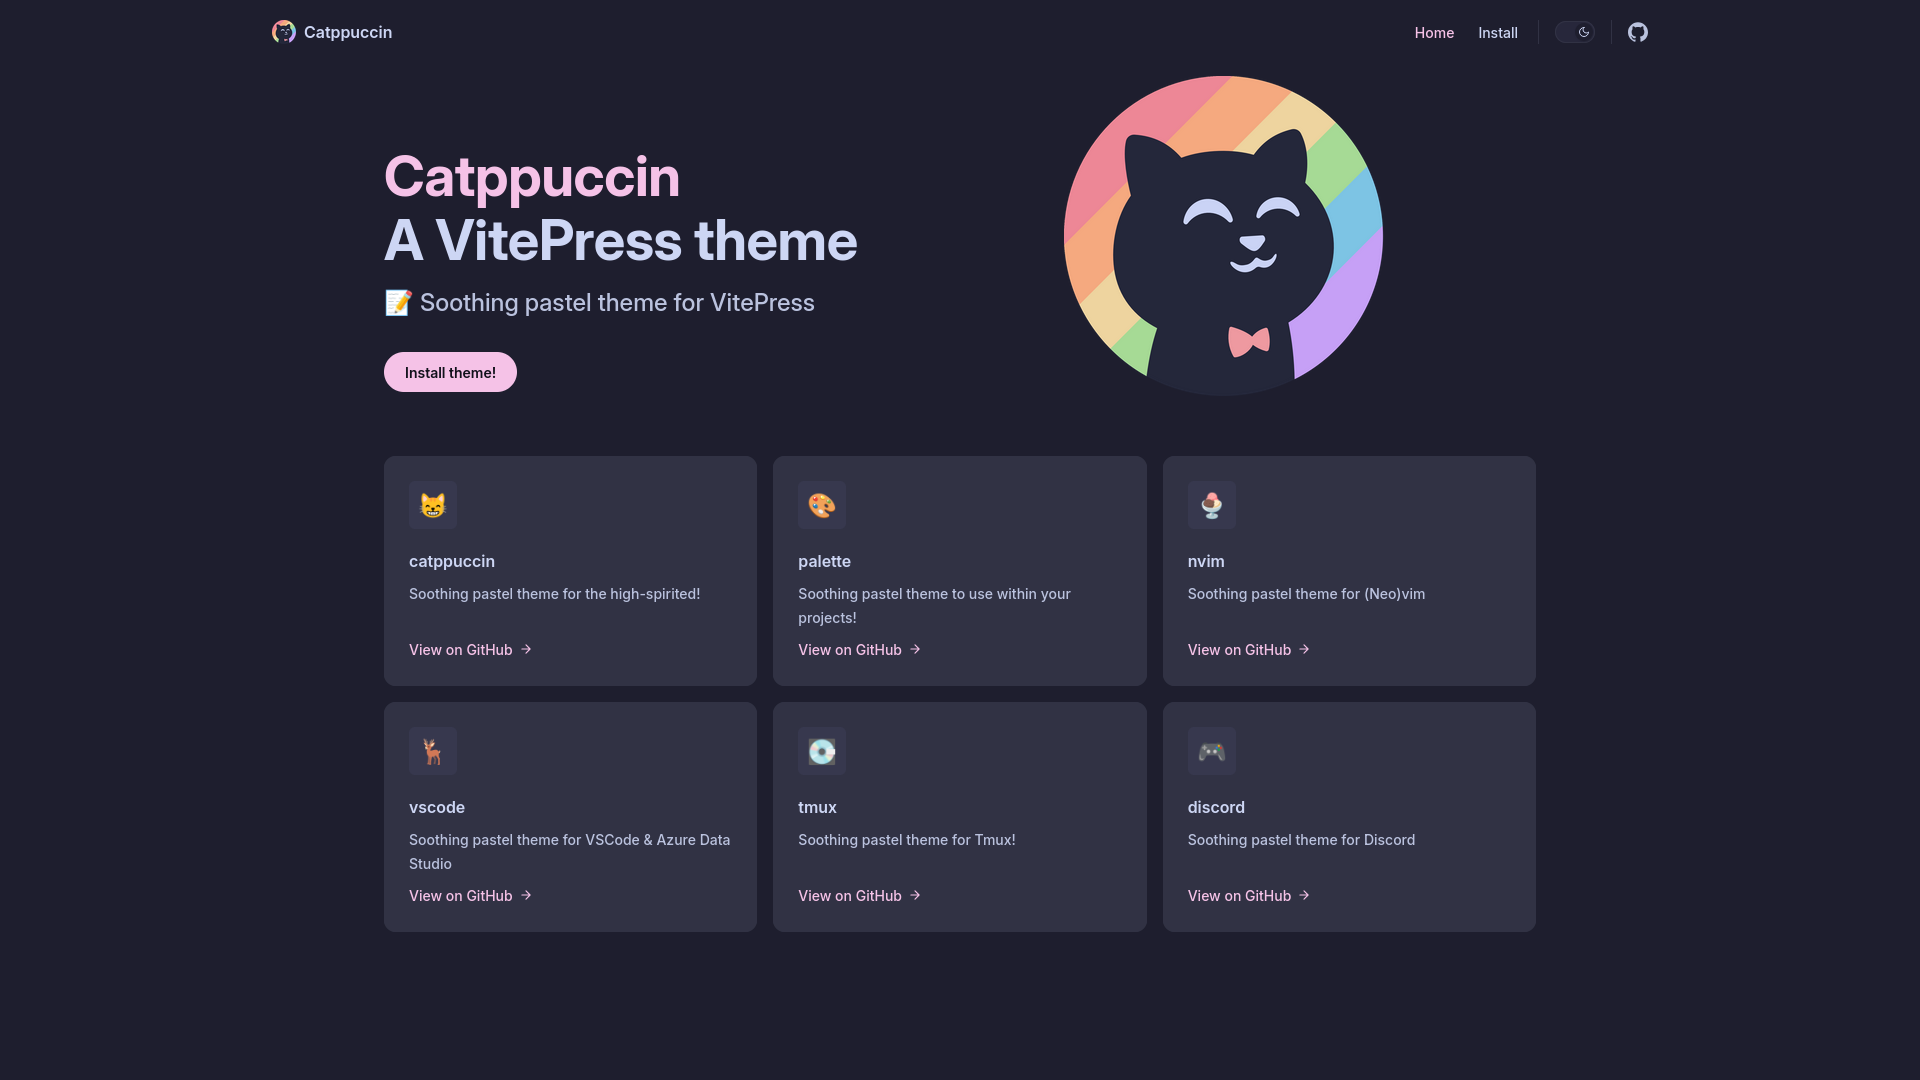 Catppuccin
Home
Install
Catppuccin
A VitePress theme
📝 Soothing pastel theme for VitePress
Install theme!
catppuccin
Soothing pastel theme for the high-spirited!
View on GitHub →
palette
Soothing pastel theme to use within your
projects!
View on GitHub →
nvim
Soothing pastel theme for (Neo)vim
View on GitHub →
vscode
Soothing pastel theme for VSCode & Azure Data
Studio
View on GitHub →
tmux
Soothing pastel theme for Tmux!
View on GitHub →
discord
Soothing pastel theme for Discord
View on GitHub →